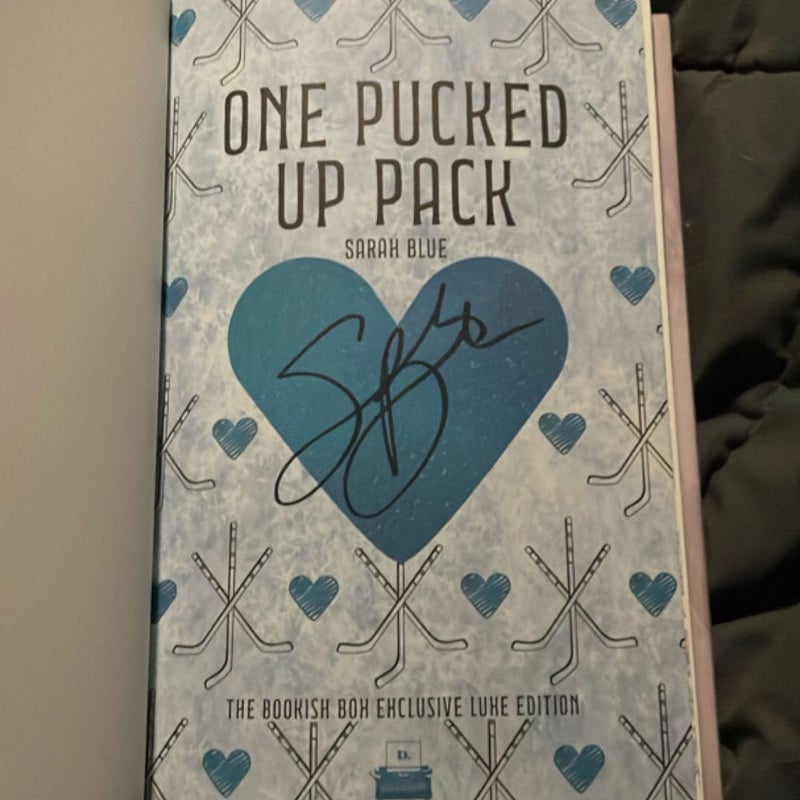 ONE PUCKED
UP PACK
SARAH BLUE
THE BOOKISH BOX EXCLUSIVE LUXE EDITION
D.